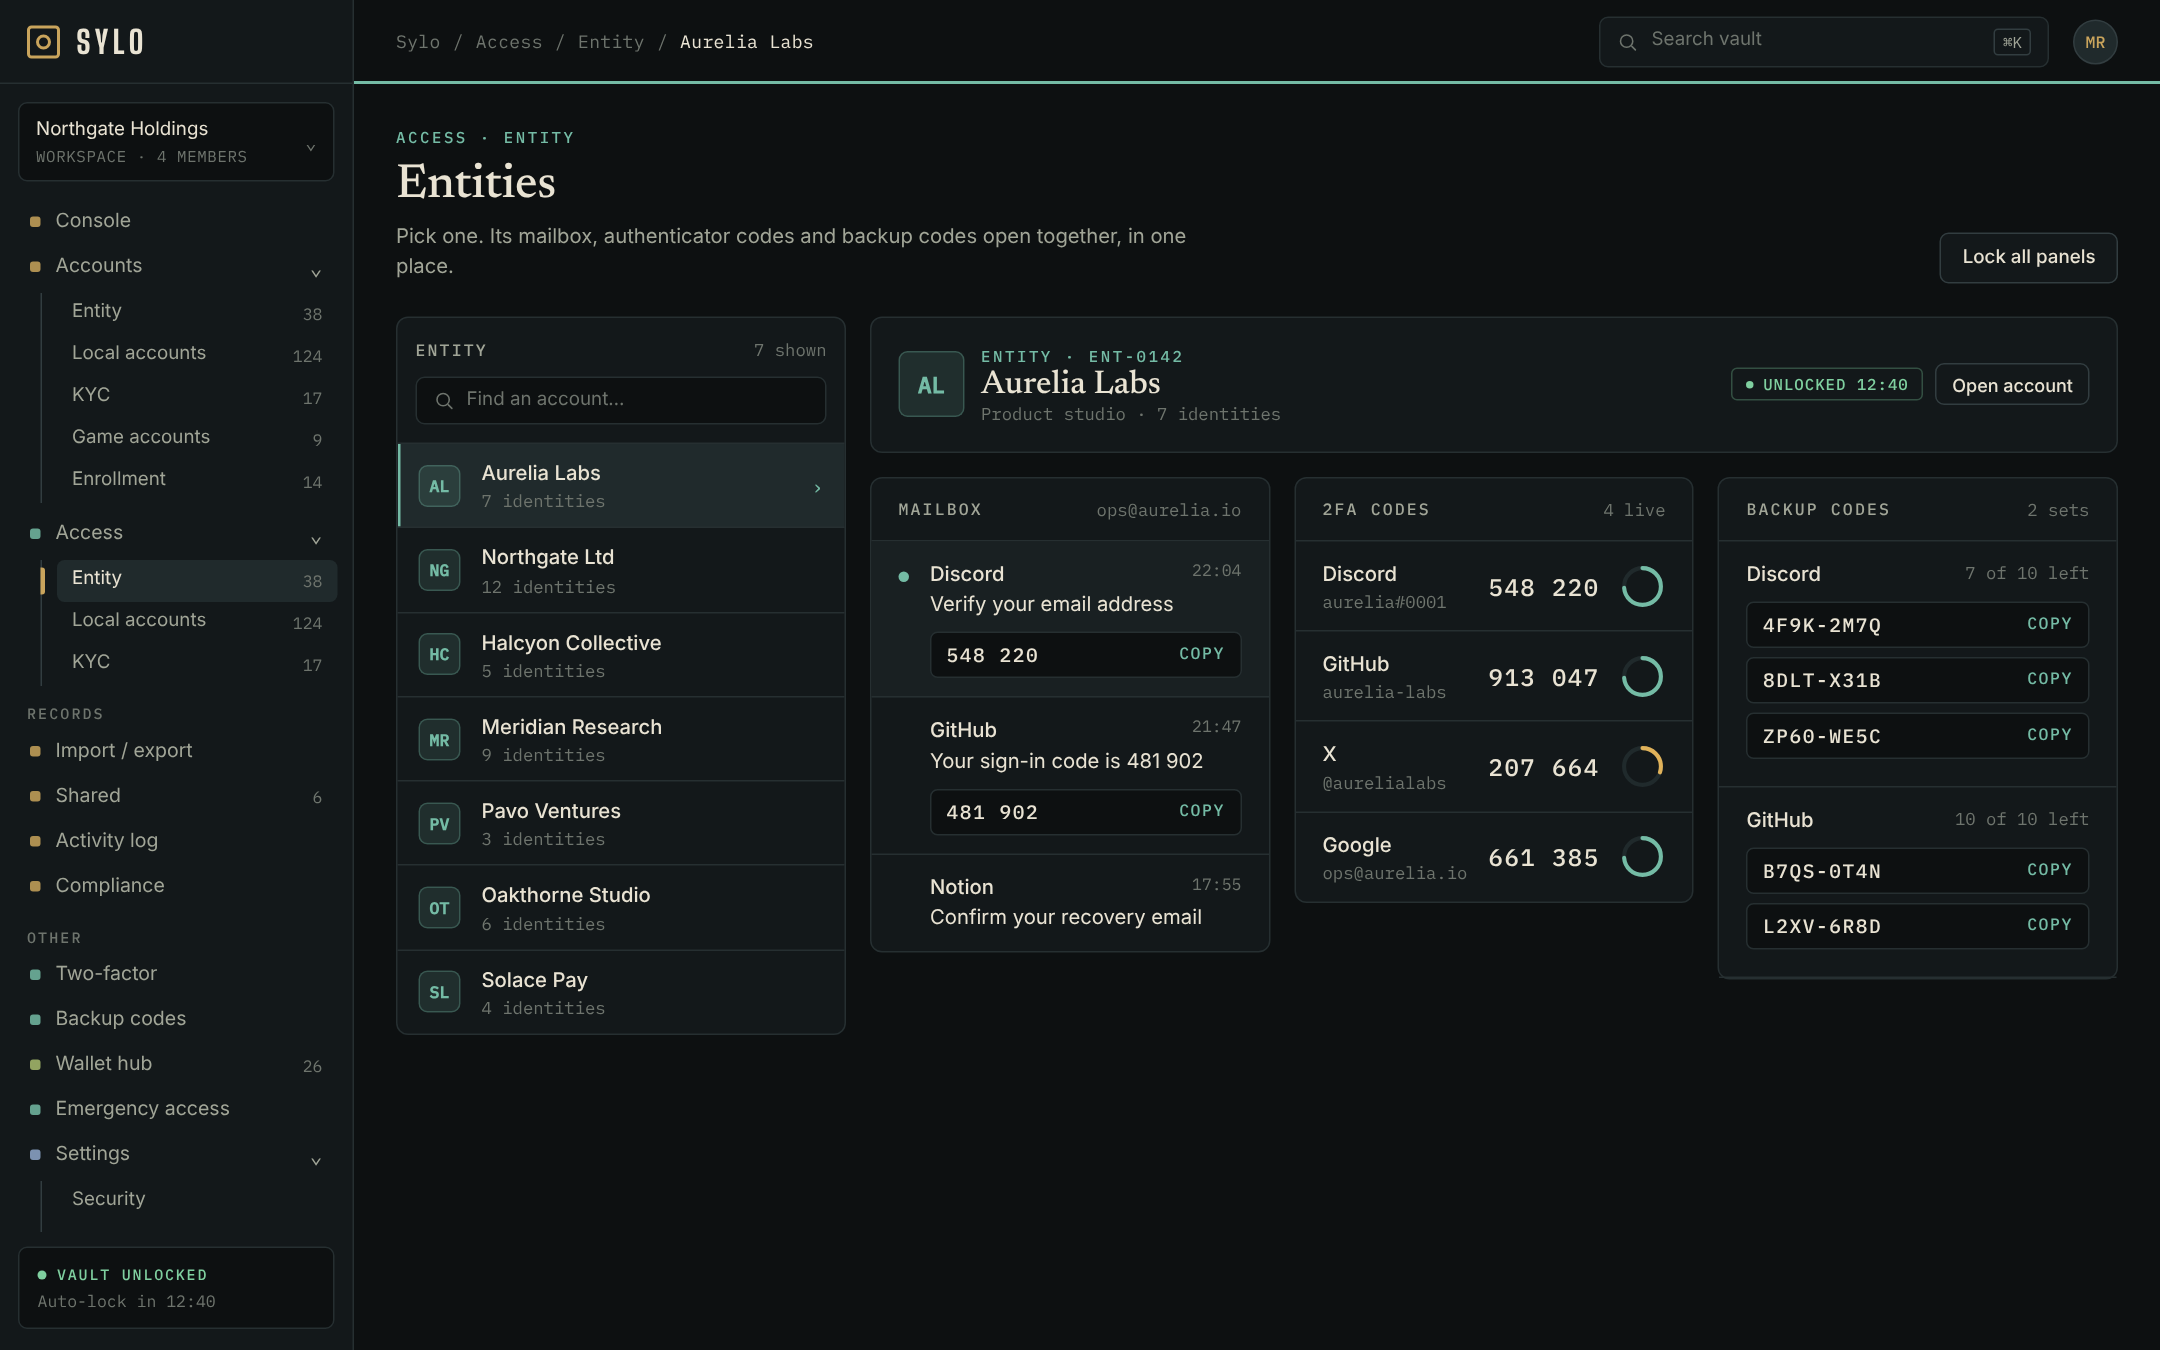 SYLO
Northgate Holdings
WORKSPACE · 4 MEMBERS
Console
Accounts
Entity 38
Local accounts 124
KYC 17
Game accounts 9
Enrollment 14
Access
Entity 38
Local accounts 124
KYC 17
RECORDS
Import / export
Shared 6
Activity log
Compliance
OTHER
Two-factor
Backup codes
Wallet hub 26
Emergency access
Settings
Security
VAULT UNLOCKED
Auto-lock in 12:40
Sylo / Access / Entity / Aurelia Labs
Search vault ⌘K
MR
ACCESS · ENTITY
Entities
Pick one. Its mailbox, authenticator codes and backup codes open together, in one
place.
Lock all panels
ENTITY 7 shown
Find an account...
AL Aurelia Labs
7 identities
NG Northgate Ltd
12 identities
HC Halcyon Collective
5 identities
MR Meridian Research
9 identities
PV Pavo Ventures
3 identities
OT Oakthorne Studio
6 identities
SL Solace Pay
4 identities
AL
ENTITY · ENT-0142
Aurelia Labs
Product studio · 7 identities
UNLOCKED 12:40
Open account
MAILBOX ops@aurelia.io
Discord 22:04
Verify your email address
548 220 COPY
GitHub 21:47
Your sign-in code is 481 902
481 902 COPY
Notion 17:55
Confirm your recovery email
2FA CODES 4 live
Discord
aurelia#0001
548 220
GitHub
aurelia-labs
913 047
X
@aurelialabs
207 664
Google
ops@aurelia.io
661 385
BACKUP CODES 2 sets
Discord 7 of 10 left
4F9K-2M7Q COPY
8DLT-X31B COPY
ZP60-WE5C COPY
GitHub 10 of 10 left
B7QS-0T4N COPY
L2XV-6R8D COPY